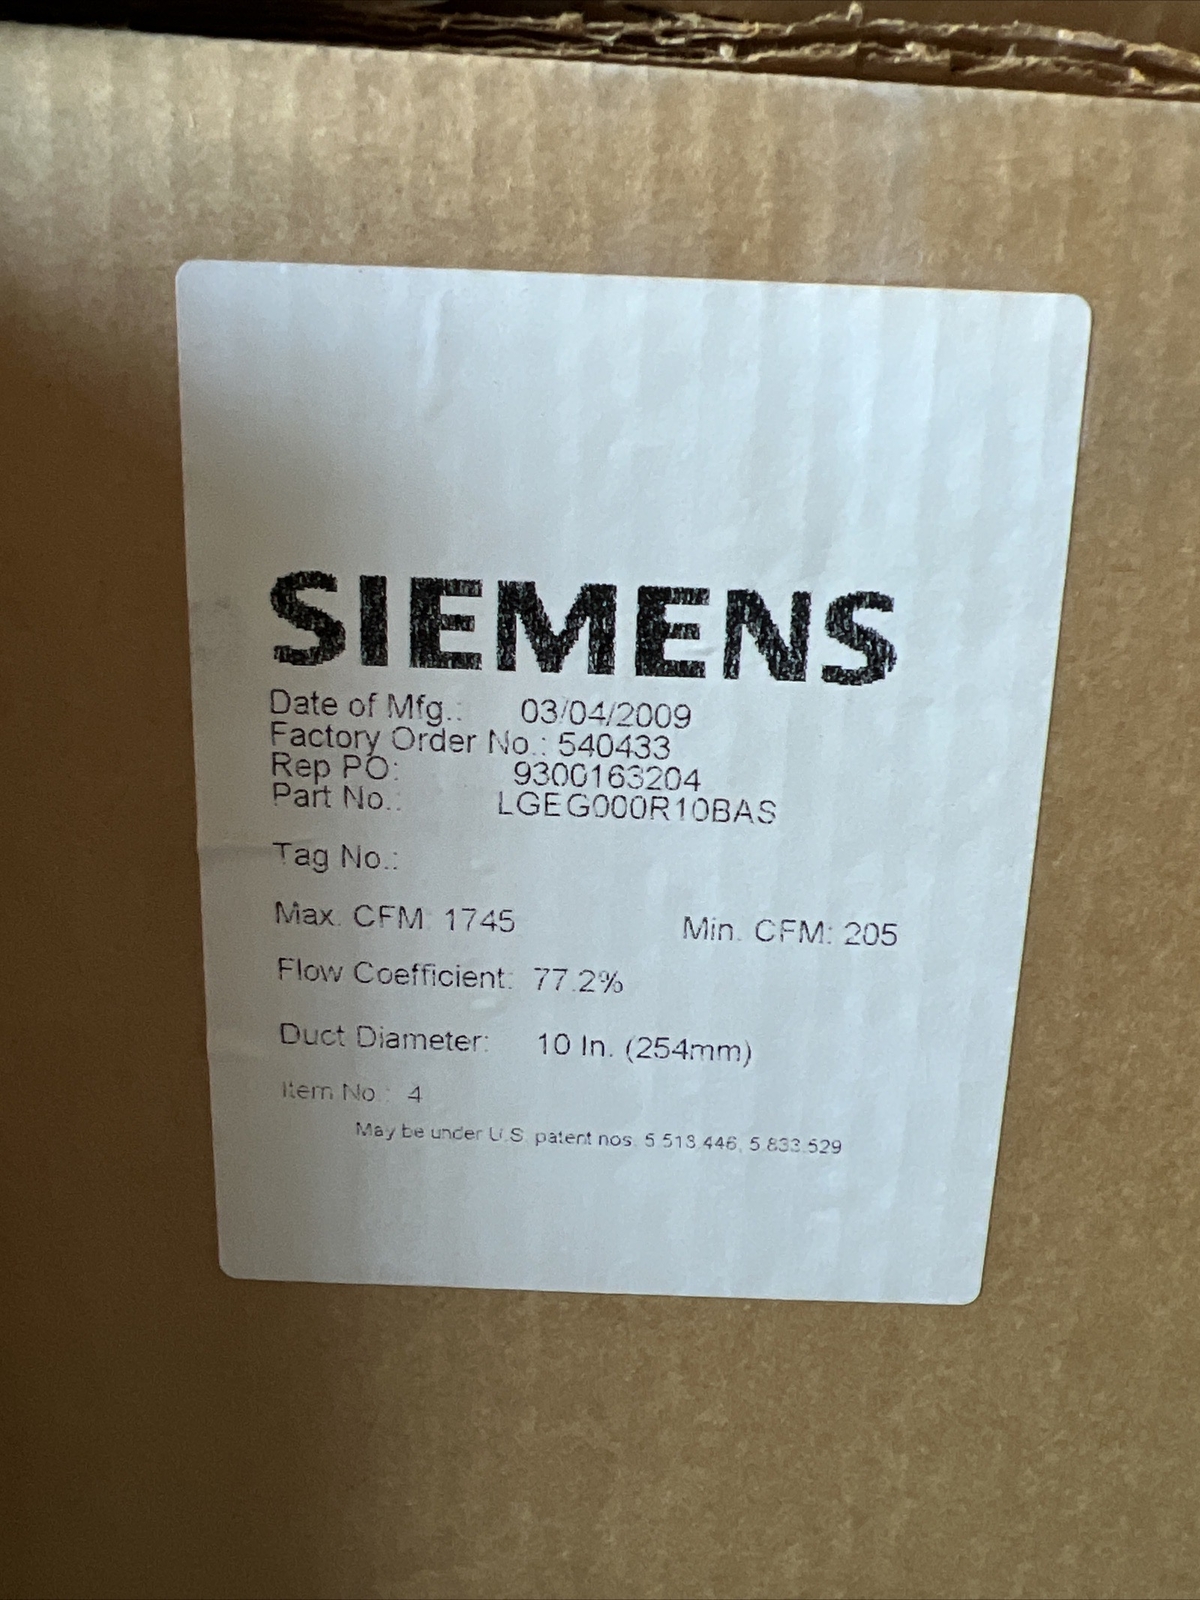 SIEMENS
Date of Mfg.: 03/04/2009
Factory Order No.: 540433
Rep PO: 9300163204
Part No.: LGEG000R10BAS
Tag No.:
Max. CFM: 1745 Min. CFM: 205
Flow Coefficient: 77.2%
Duct Diameter: 10 In. (254mm)
Item No.: 4
May be under U.S. patent nos. 5,513,446, 5,833,529